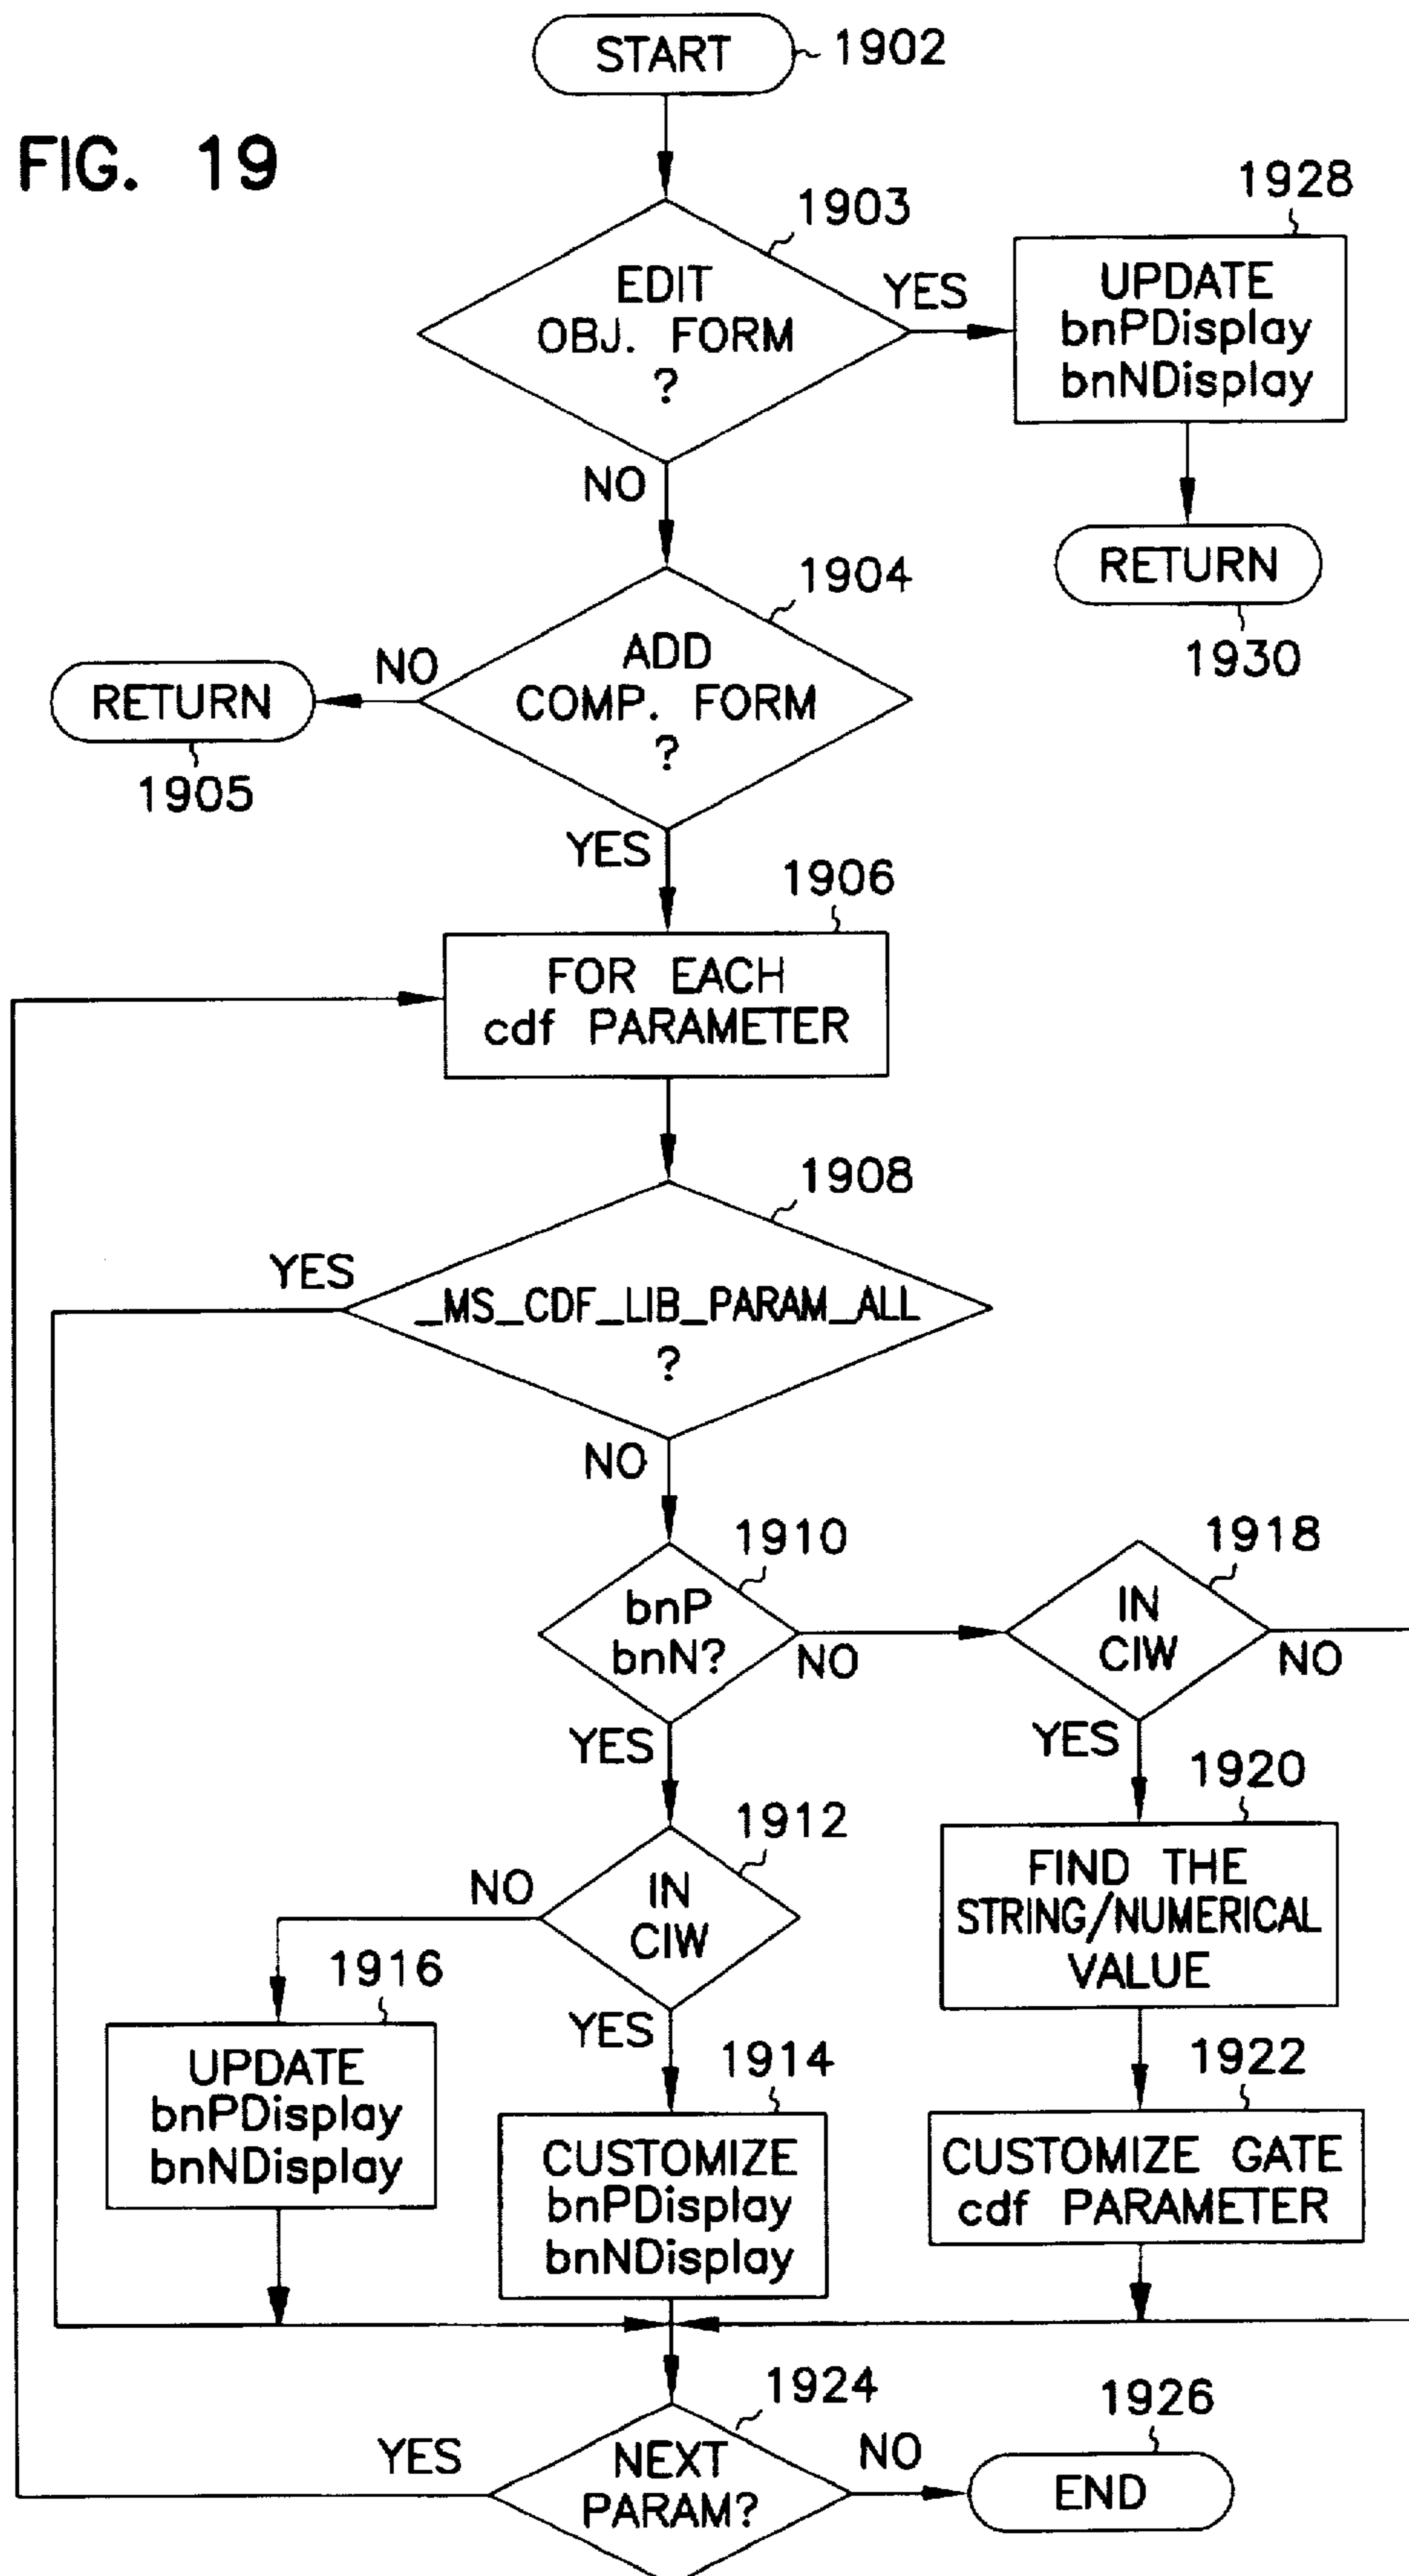 START
1902
FIG. 19
1903
EDIT
OBJ. FORM
?
YES
1928
UPDATE
bnPDisplay
bnNDisplay
NO
RETURN
1930
1904
ADD
COMP. FORM
?
NO
RETURN
1905
YES
1906
FOR EACH
cdf PARAMETER
1908
YES
_MS_CDF_LIB_PARAM_ALL
?
NO
1910
bnP
bnN?
NO
1918
IN
CIW
NO
YES
YES
1912
IN
CIW
NO
1920
FIND THE
STRING/NUMERICAL
VALUE
1916
UPDATE
bnPDisplay
bnNDisplay
YES
1914
CUSTOMIZE
bnPDisplay
bnNDisplay
1922
CUSTOMIZE GATE
cdf PARAMETER
1924
YES
NEXT
PARAM?
NO
1926
END